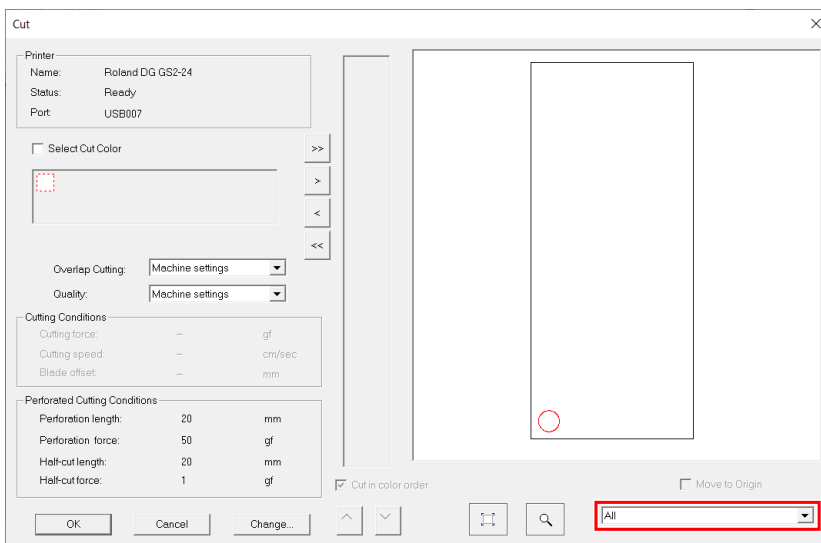 Cut
Printer
Name: Roland DG GS2-24
Status: Ready
Port: USB007
Select Cut Color
>>
>
<
<<
Overlap Cutting: Machine settings
Quality: Machine settings
Cutting Conditions
Cutting force: -- gf
Cutting speed: -- cm/sec
Blade offset: -- mm
Perforated Cutting Conditions
Perforation length: 20 mm
Perforation force: 50 gf
Half-cut length: 20 mm
Half-cut force: 1 gf
Cut in color order
Move to Origin
OK Cancel Change...
All